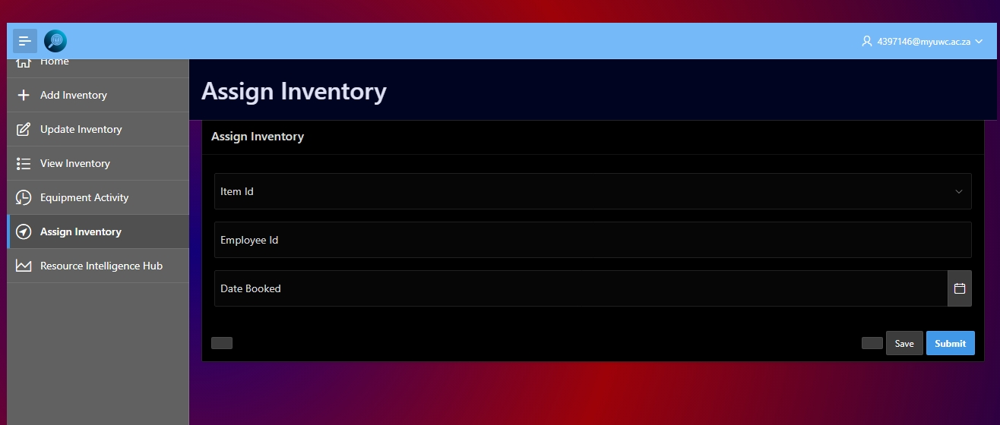 4397146@myuwc.ac.za
Home
Add Inventory
Update Inventory
View Inventory
Equipment Activity
Assign Inventory
Resource Intelligence Hub
Assign Inventory
Assign Inventory
Item Id
Employee Id
Date Booked
Save
Submit